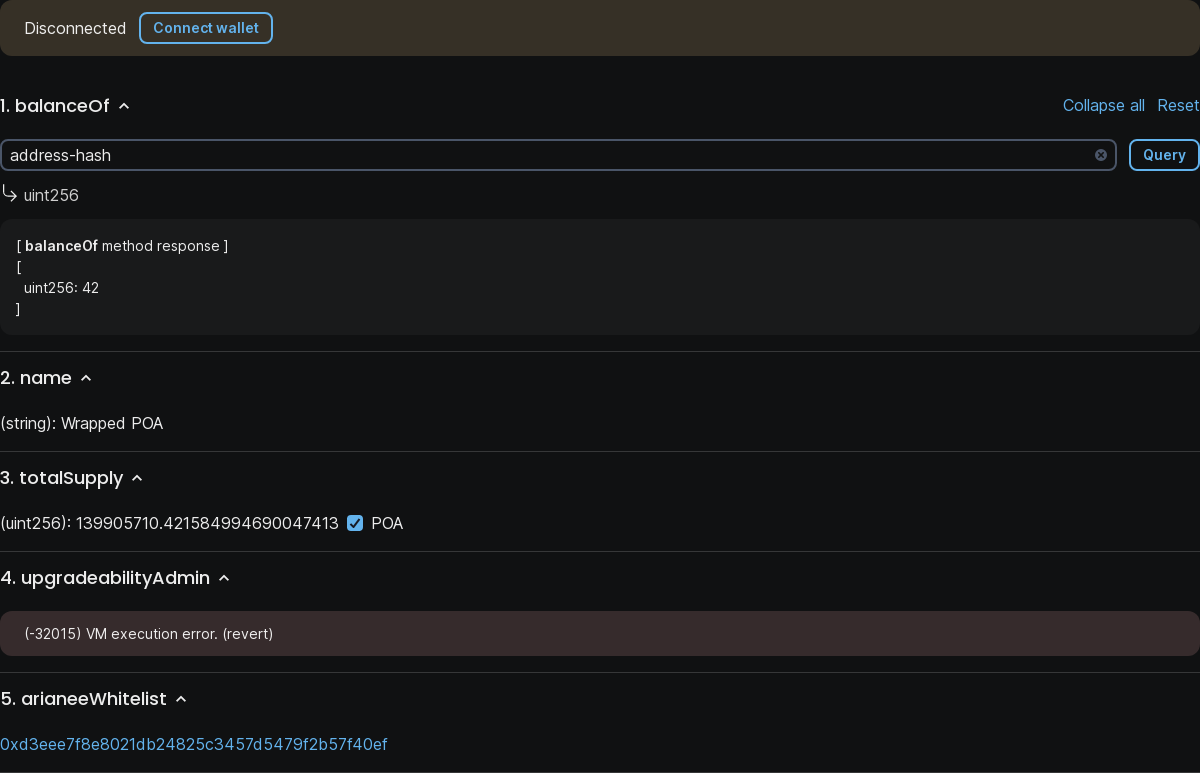 Disconnected Connect wallet
1. balanceOf Collapse all Reset
address-hash Query
uint256
[ balanceOf method response ]
[
uint256: 42
]
2. name
(string): Wrapped POA
3. totalSupply
(uint256): 139905710.421584994690047413 POA
4. upgradeabilityAdmin
(-32015) VM execution error. (revert)
5. arianeeWhitelist
0xd3eee7f8e8021db24825c3457d5479f2b57f40ef